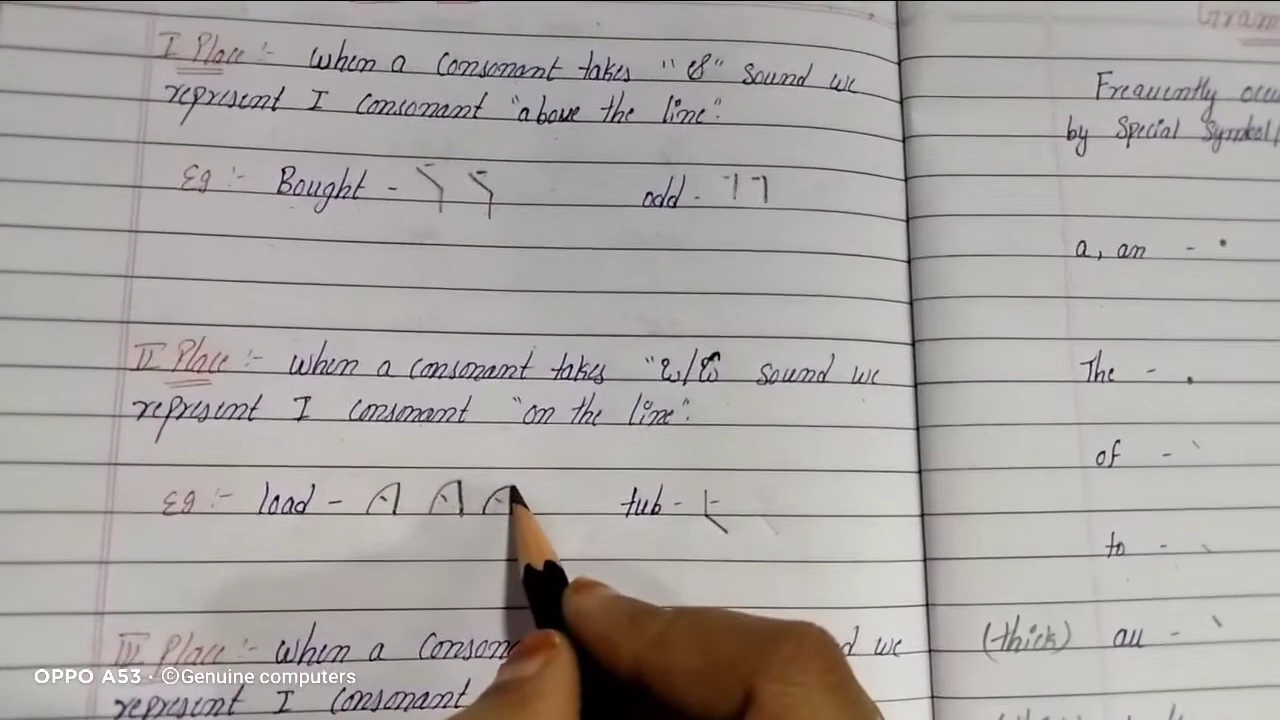 I Place :- When a consonant takes " " sound we
represent I consonant "above the line".
Eg :- Bought -
odd -
II Place :- When a consonant takes " / sound we
represent I consonant "on the line".
Eg :- load -
tub -
III Place :- When a we
represent I consonant
Frequently
by Special
a, an - .
The - .
of - `
to - `
(thick) au - `
OPPO A53 · ©Genuine computers